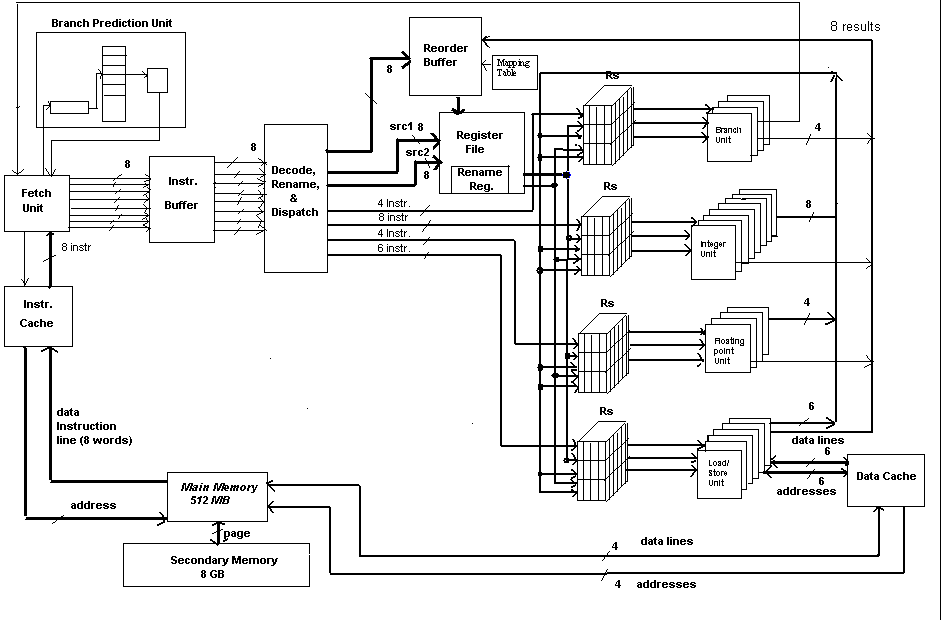 Branch Prediction Unit
8 results
Reorder
Buffer
8
Mapping
Table
Rs
src1
8
src2
8
Register
File
Rename
Reg.
Branch
Unit
4
8
Instr.
Buffer
8
Decode,
Rename,
&
Dispatch
Fetch
Unit
4 Instr.
8 instr
4 Instr.
6 instr.
Rs
8
Integer
Unit
8 instr
Instr.
Cache
Rs
4
Floating
point
Unit
data
Instruction
line (8 words)
Rs
6
data lines
Load/
Store
Unit
6
6
addresses
Data Cache
address
Main Memory
512 MB
page
Secondary Memory
8 GB
4
data lines
4
addresses